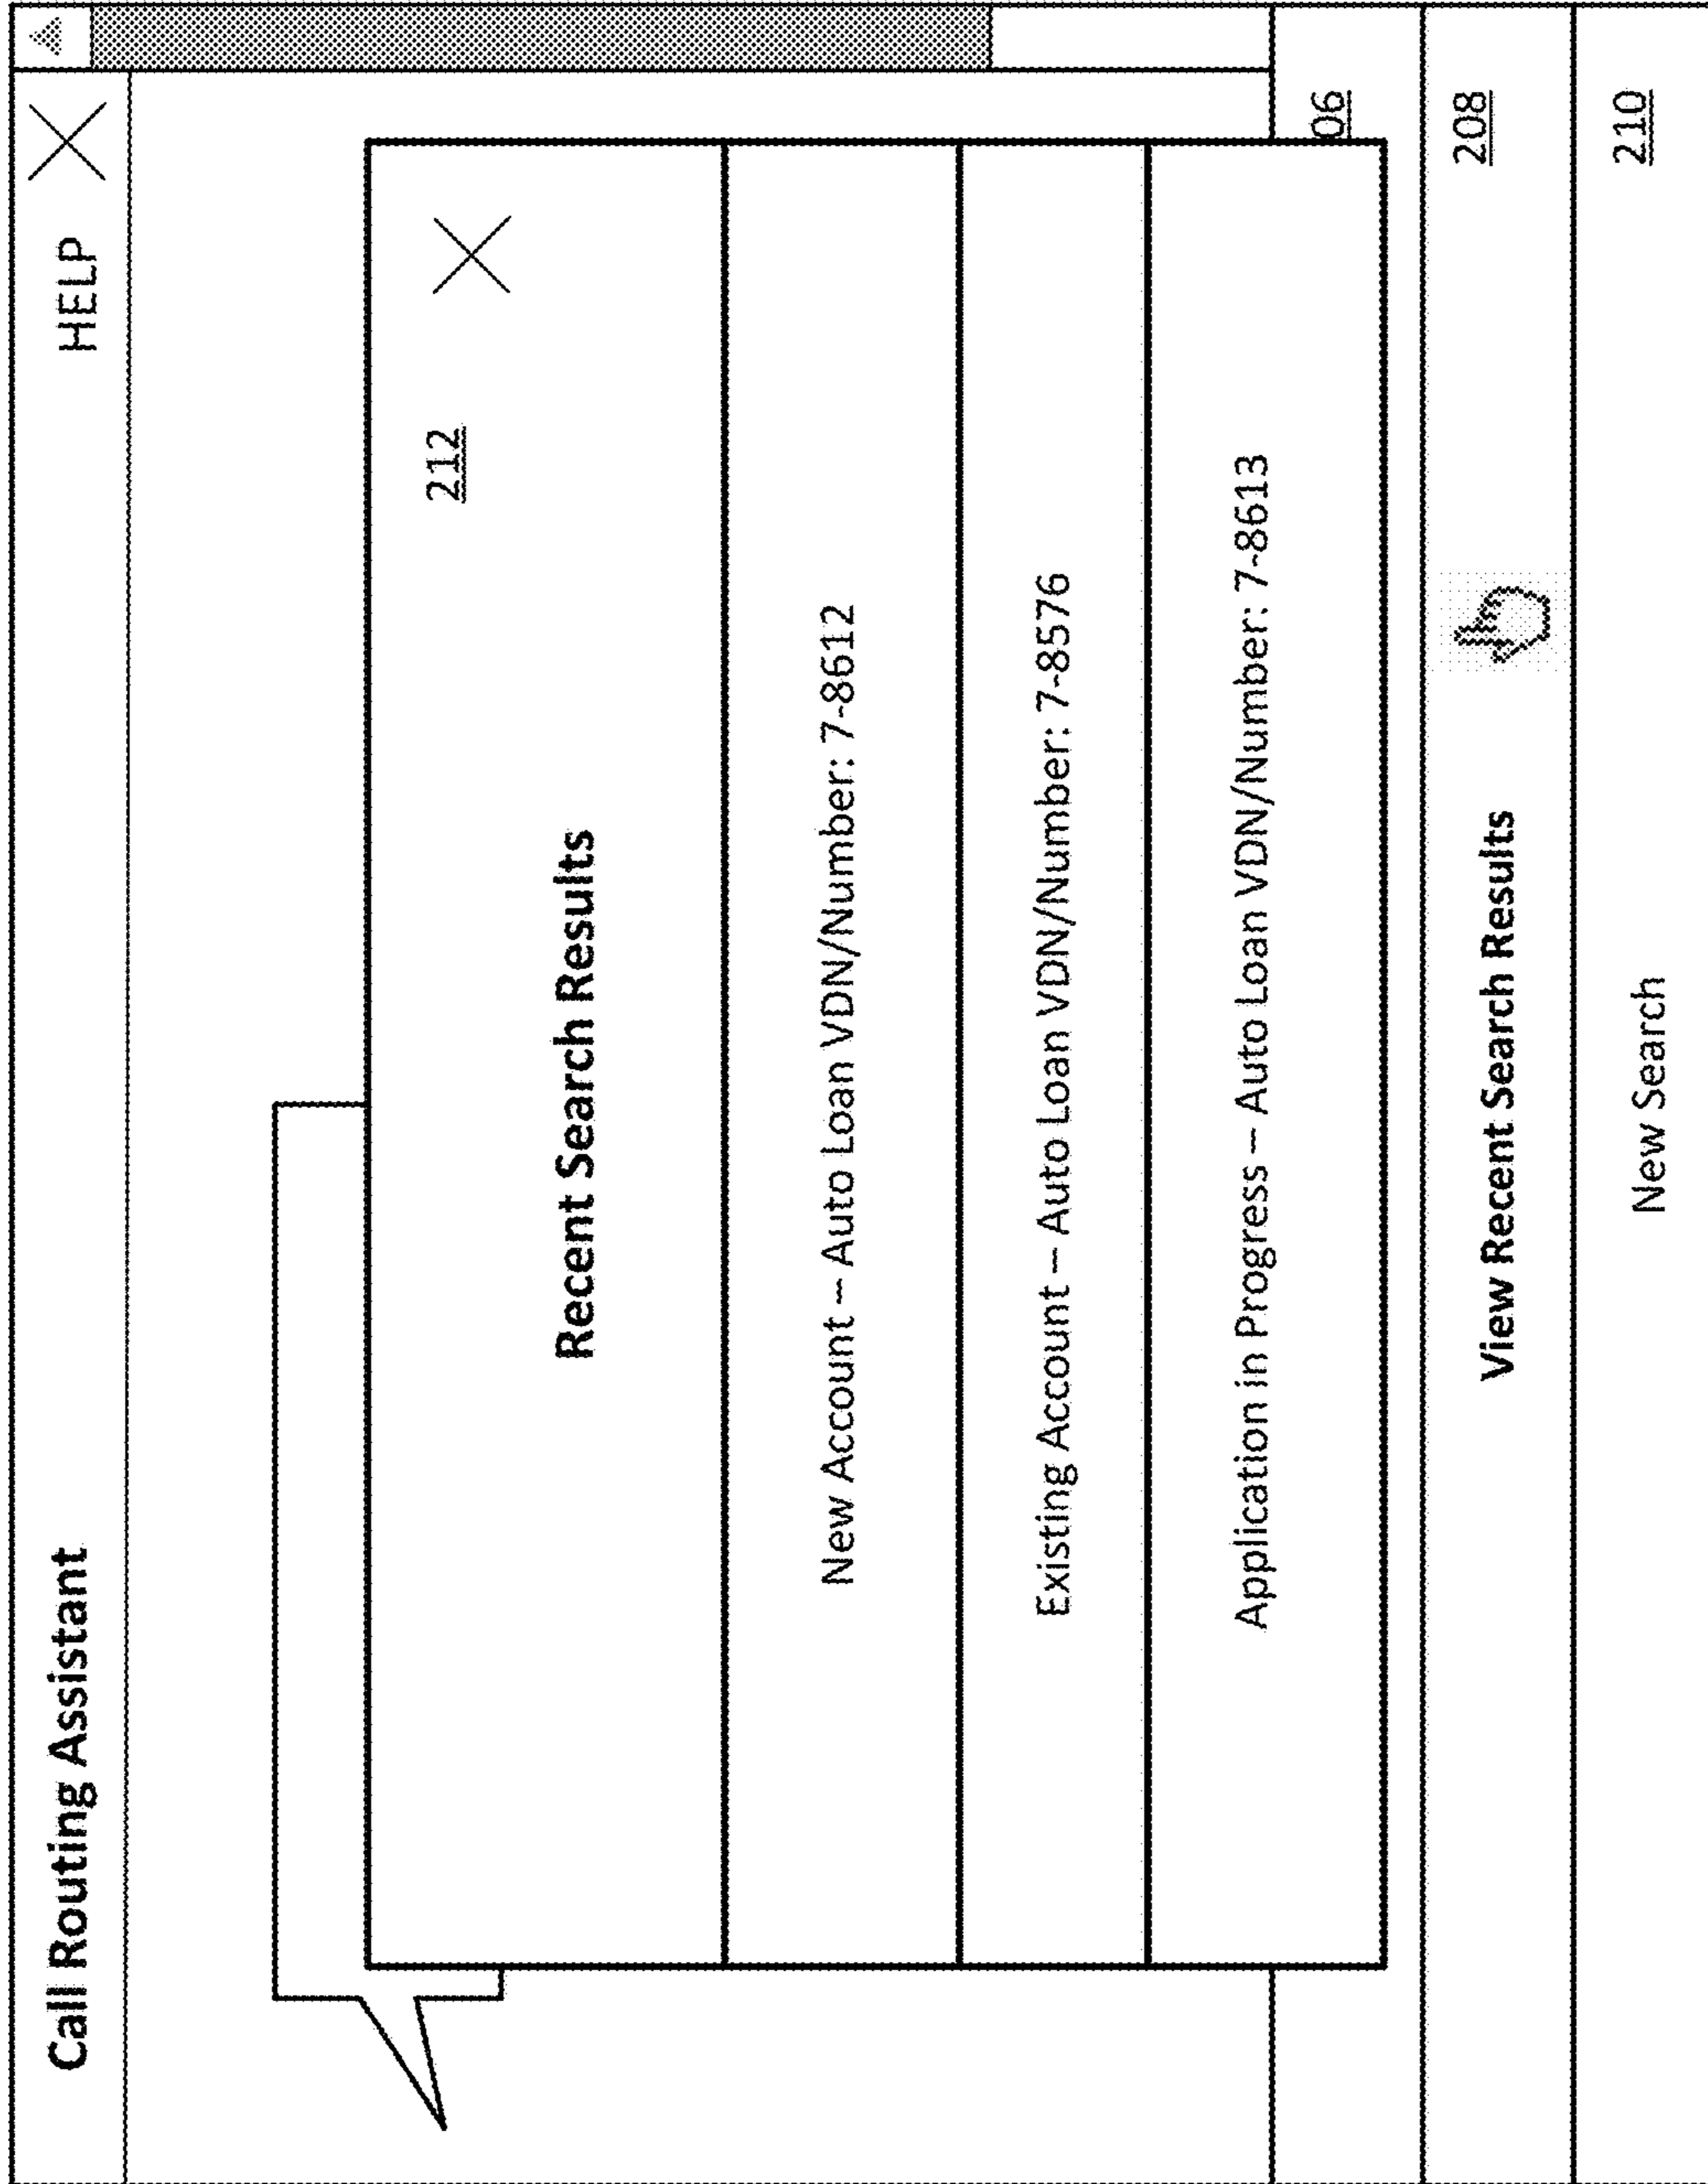 Call Routing Assistant
HELP
212
Recent Search Results
New Account – Auto Loan VDN/Number: 7-8612
Existing Account – Auto Loan VDN/Number: 7-8576
Application in Progress – Auto Loan VDN/Number: 7-8613
06
View Recent Search Results
208
New Search
210